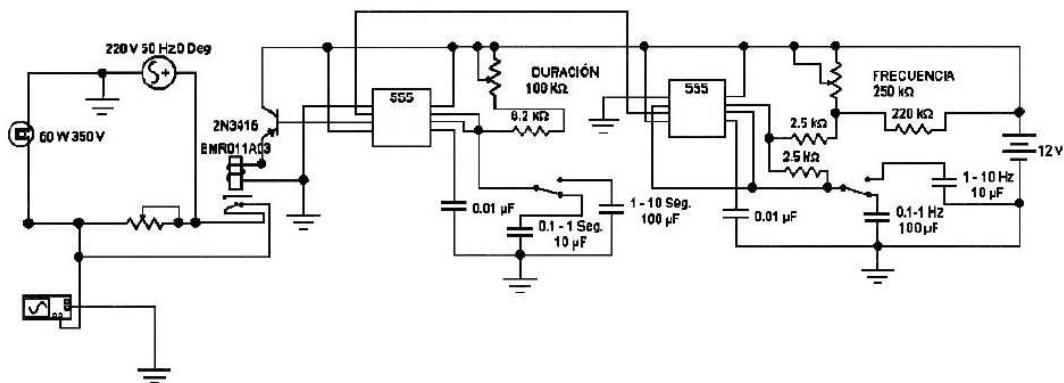 220 V 50 Hz 0 Deg
60 W 350 V
2N3416
EMR011A03
555
DURACIÓN
100 KΩ
8.2 kΩ
0.01 µF
0.1 - 1 Seg.
10 µF
1 - 10 Seg.
100 µF
555
FRECUENCIA
250 kΩ
2.5 kΩ
2.5 kΩ
220 kΩ
0.01 µF
1 - 10 Hz
10 µF
0.1-1 Hz
100 µF
12 V